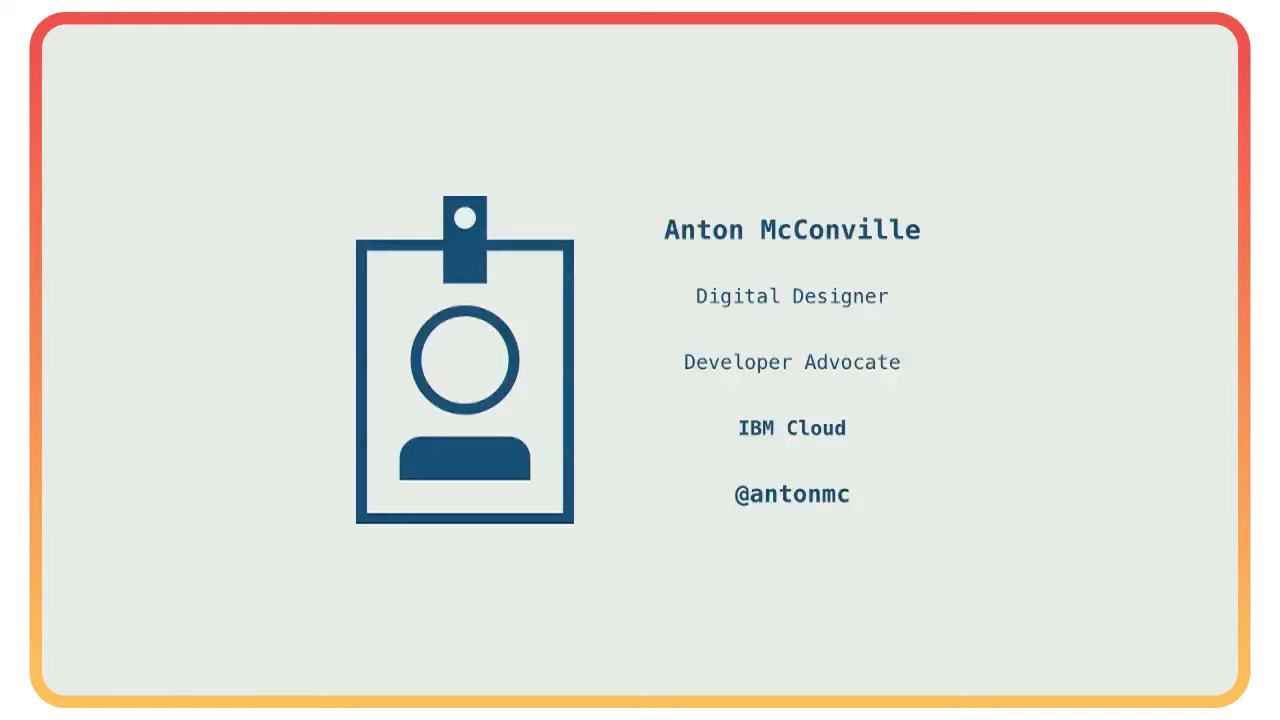 Anton McConville
Digital Designer
Developer Advocate
IBM Cloud
@antonmc